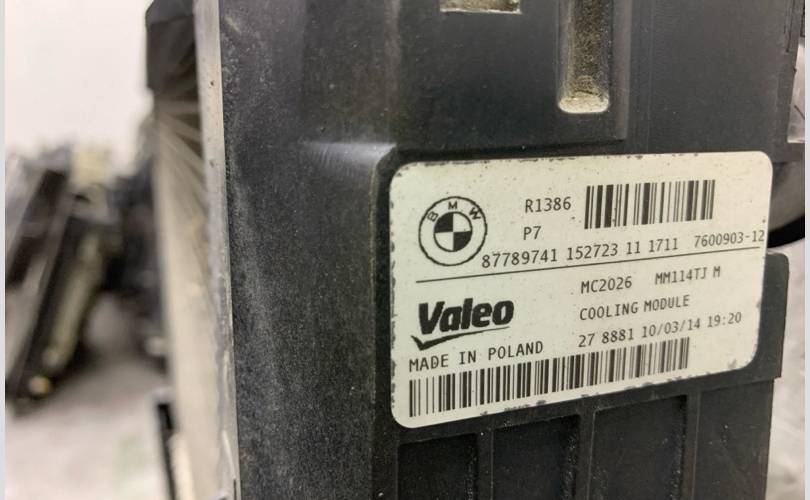 BMW
R1386
P7
87789741 152723 11 1711 7600903-12
MC2026 MM114TJ M
Valeo
COOLING MODULE
27 8881 10/03/14 19:20
MADE IN POLAND